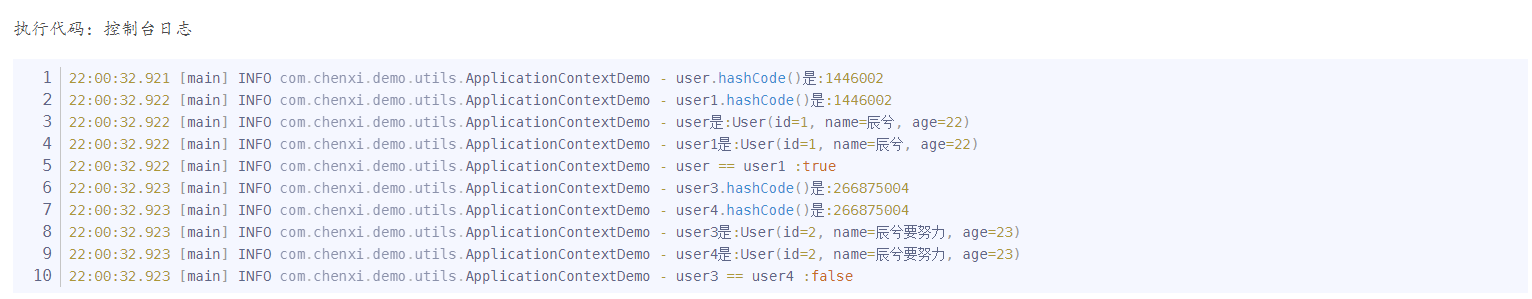 执行代码：控制台日志
1 22:00:32.921 [main] INFO com.chenxi.demo.utils.ApplicationContextDemo - user.hashCode()是:1446002
2 22:00:32.922 [main] INFO com.chenxi.demo.utils.ApplicationContextDemo - user1.hashCode()是:1446002
3 22:00:32.922 [main] INFO com.chenxi.demo.utils.ApplicationContextDemo - user是:User(id=1, name=辰兮, age=22)
4 22:00:32.922 [main] INFO com.chenxi.demo.utils.ApplicationContextDemo - user1是:User(id=1, name=辰兮, age=22)
5 22:00:32.922 [main] INFO com.chenxi.demo.utils.ApplicationContextDemo - user == user1 :true
6 22:00:32.923 [main] INFO com.chenxi.demo.utils.ApplicationContextDemo - user3.hashCode()是:266875004
7 22:00:32.923 [main] INFO com.chenxi.demo.utils.ApplicationContextDemo - user4.hashCode()是:266875004
8 22:00:32.923 [main] INFO com.chenxi.demo.utils.ApplicationContextDemo - user3是:User(id=2, name=辰兮要努力, age=23)
9 22:00:32.923 [main] INFO com.chenxi.demo.utils.ApplicationContextDemo - user4是:User(id=2, name=辰兮要努力, age=23)
10 22:00:32.923 [main] INFO com.chenxi.demo.utils.ApplicationContextDemo - user3 == user4 :false